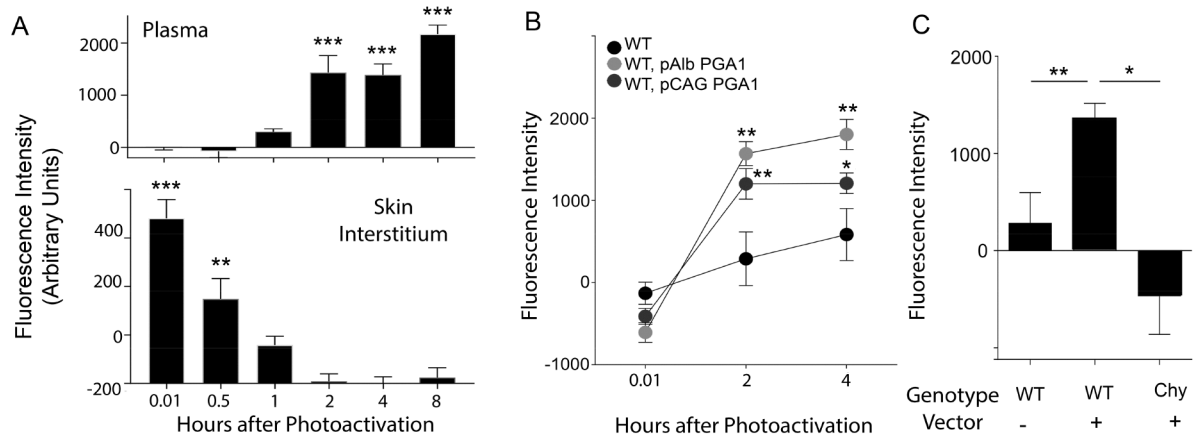 A
Plasma
***
***
***
2000
1000
0
Fluorescence Intensity
(Arbitrary Units)
***
**
Skin
Interstitium
400
200
0
-200
0.01 0.5 1 2 4 8
Hours after Photoactivation
B
WT
WT, pAlb PGA1
WT, pCAG PGA1
**
**
**
*
2000
1000
0
-1000
Fluorescence Intensity
0.01 2 4
Hours after Photoactivation
C
** *
2000
1000
0
Fluorescence Intensity
Genotype WT WT Chy
Vector - + +